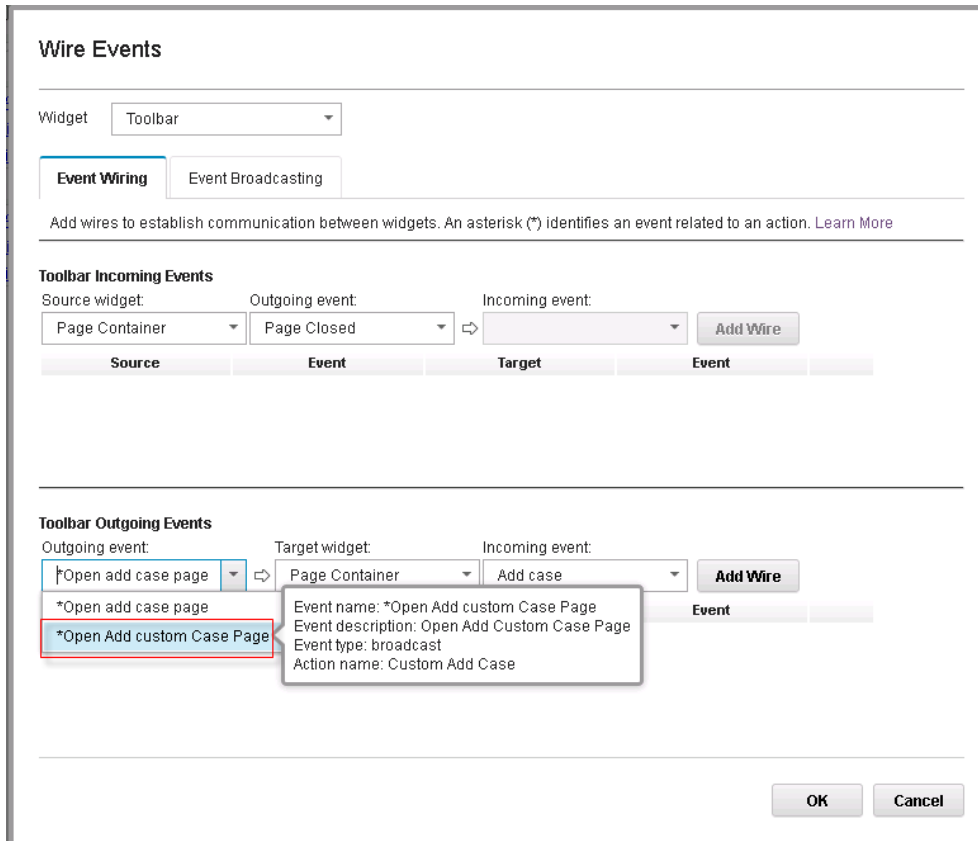 Wire Events
Widget Toolbar
Event Wiring Event Broadcasting
Add wires to establish communication between widgets. An asterisk (*) identifies an event related to an action. Learn More
Toolbar Incoming Events
Source widget: Outgoing event: Incoming event:
Page Container Page Closed Add Wire
Source Event Target Event
Toolbar Outgoing Events
Outgoing event: Target widget: Incoming event:
*Open add case page Page Container Add case Add Wire
*Open add case page
Event
*Open Add custom Case Page
Event name: *Open Add custom Case Page
Event description: Open Add Custom Case Page
Event type: broadcast
Action name: Custom Add Case
OK Cancel